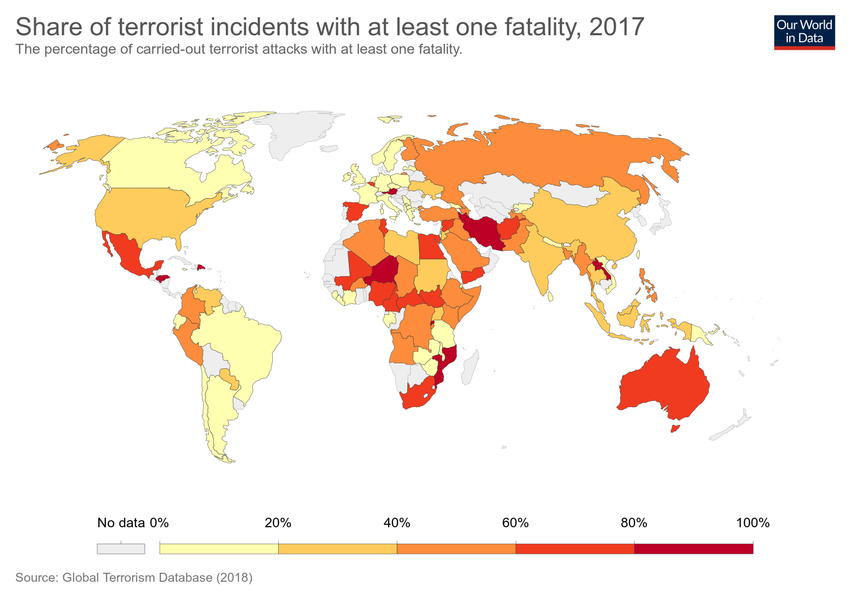 Share of terrorist incidents with at least one fatality, 2017
The percentage of carried-out terrorist attacks with at least one fatality.
Our World
in Data
No data 0% 20% 40% 60% 80% 100%
Source: Global Terrorism Database (2018)